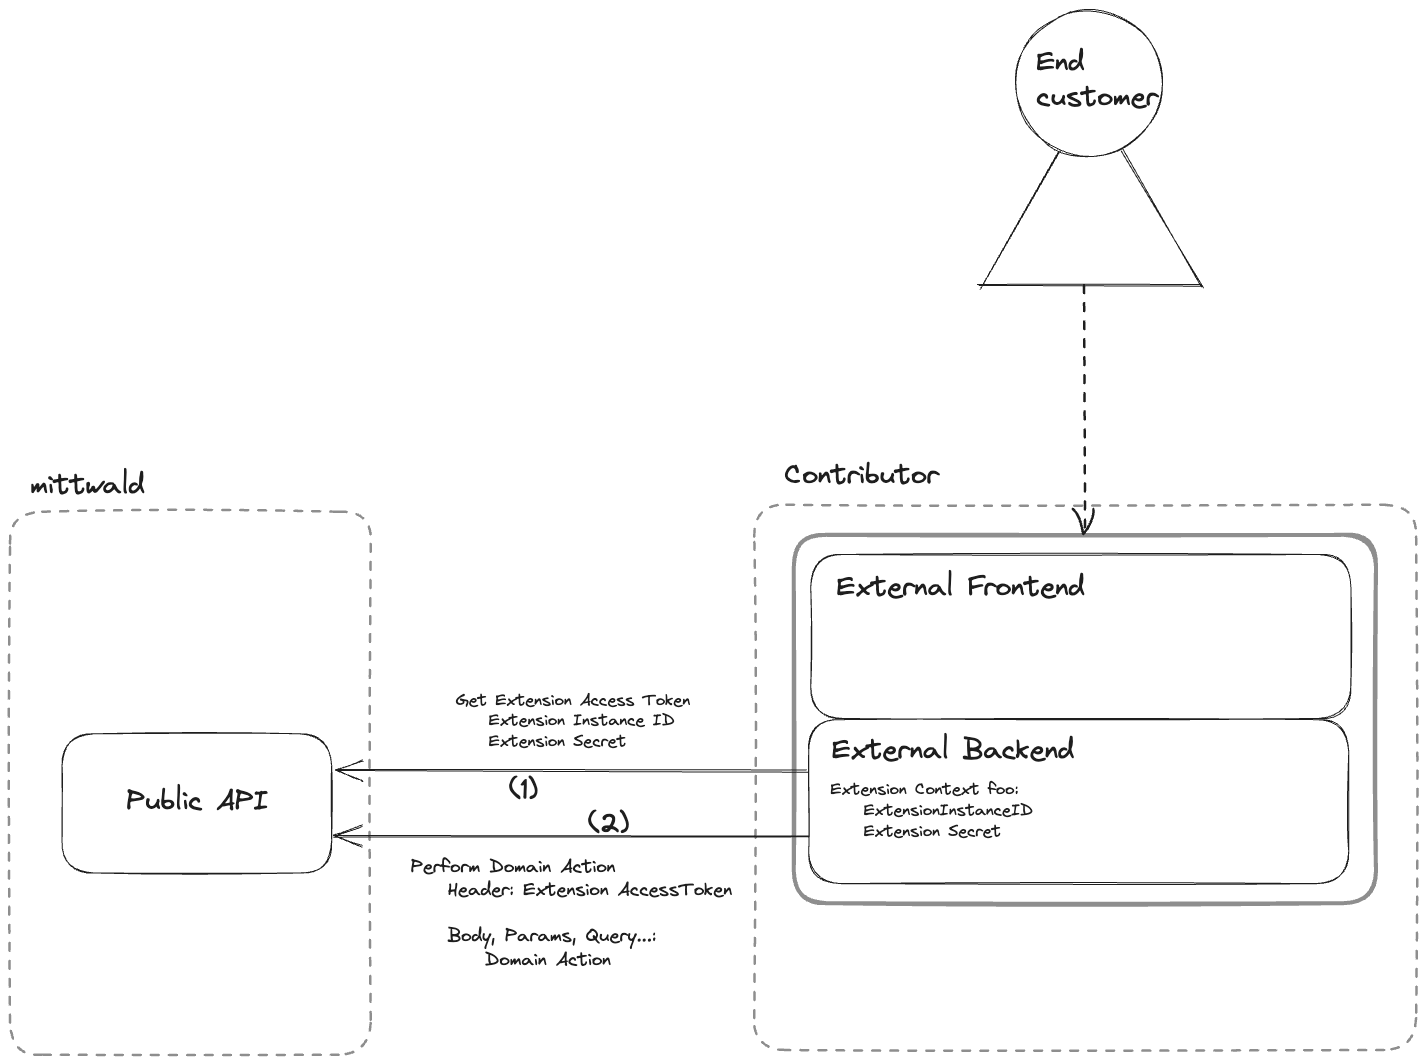 End
customer
mittwald
Contributor
External Frontend
Get Extension Access Token
Extension Instance ID
Extension Secret
(1)
Public API
(2)
External Backend
Extension Context foo:
ExtensionInstanceID
Extension Secret
Perform Domain Action
Header: Extension AccessToken
Body, Params, Query...:
Domain Action